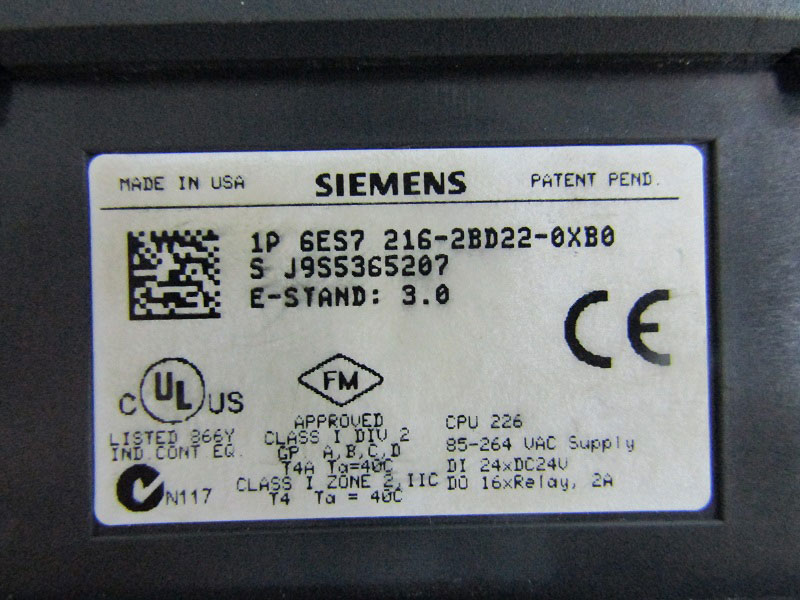 MADE IN USA SIEMENS PATENT PEND.
1P 6ES7 216-2BD22-0XB0
S J9S5365207
E-STAND: 3.0
CE
C UL US
FM
LISTED 866Y
IND.CONT EQ.
N117
APPROVED
CLASS I DIV 2
GP. A,B,C,D
T4A Ta=40C
CLASS I ZONE 2,IIC
T4 Ta = 40C
CPU 226
85-264 VAC Supply
DI 24xDC24V
DO 16xRelay, 2A